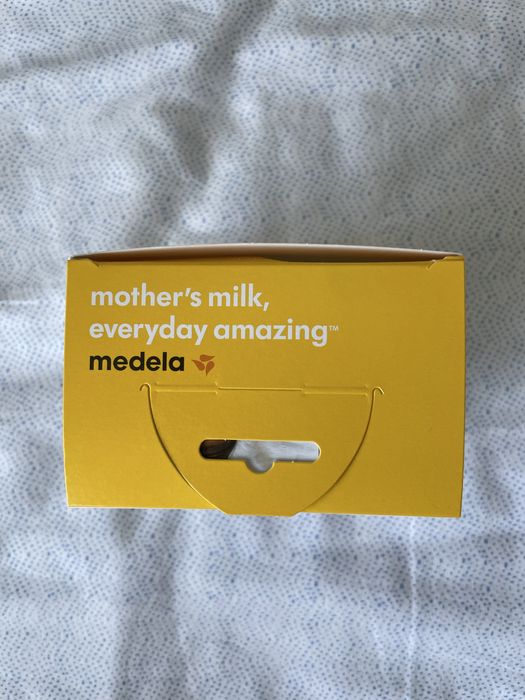 mother's milk,
everyday amazing™
medela